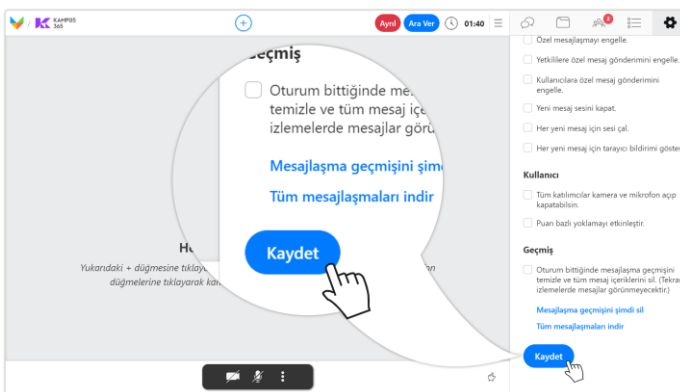 KAMPÜS
365
Ayrıl
Ara Ver
01:40
9
Özel mesajlaşmayı engelle.
Yetkililere özel mesaj gönderimini engelle.
Kullanıcılara özel mesaj gönderimini
engelle.
Yeni mesaj sesini kapat.
Her yeni mesaj için sesi çal.
Her yeni mesaj için tarayıcı bildirimi göster
Kullanıcı
Tüm katılımcılar kamera ve mikrofon açıp
kapatabilsin.
Puan bazlı yoklamayı etkinleştir.
Geçmiş
Oturum bittiğinde mesajlaşma geçmişini
temizle ve tüm mesaj içeriklerini sil. (Tekrar
izlemelerde mesajlar görünmeyecektir.)
Mesajlaşma geçmişini şimdi sil
Tüm mesajlaşmaları indir
Kaydet
Geçmiş
Oturum bittiğinde me
temizle ve tüm mesaj içe
izlemelerde mesajlar görü
Mesajlaşma geçmişini şim
Tüm mesajlaşmaları indir
Kaydet
H
Yukarıdaki + düğmesine tıklay
düğmelerine tıklayarak ka